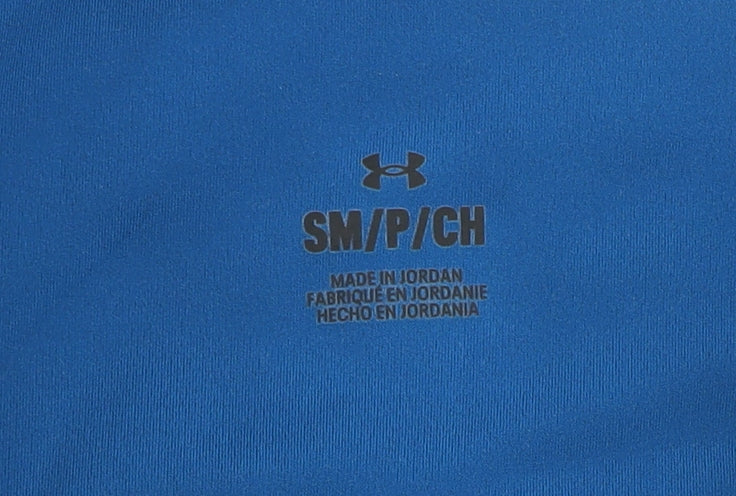 SM/P/CH
MADE IN JORDAN
FABRIQUÉ EN JORDANIE
HECHO EN JORDANIA